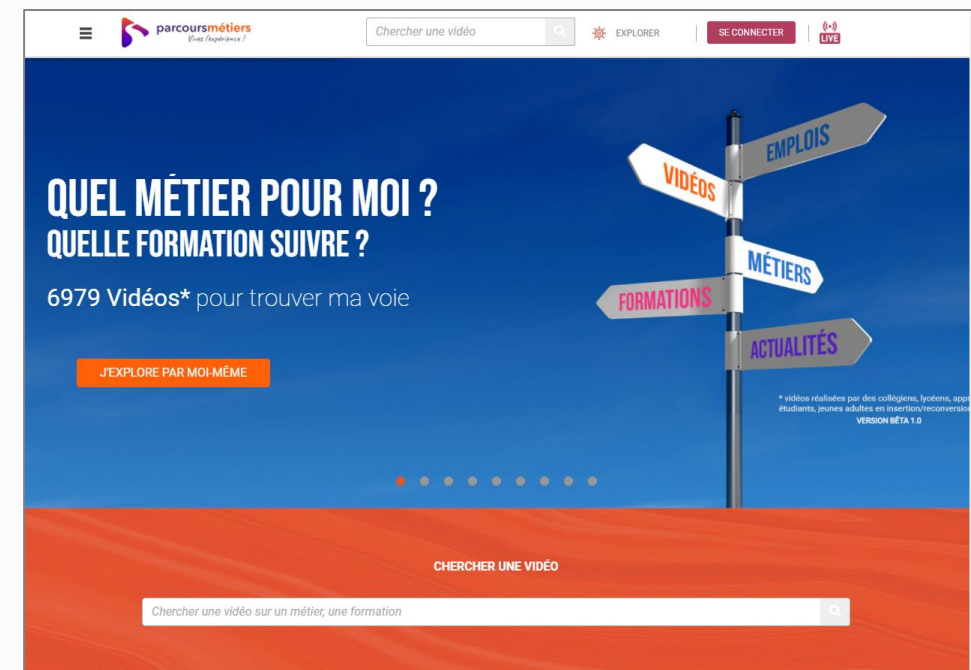 parcoursmétiers
Vivez l'expérience !
Chercher une vidéo
EXPLORER
SE CONNECTER
LIVE
QUEL MÉTIER POUR MOI ?
QUELLE FORMATION SUIVRE ?
6979 Vidéos* pour trouver ma voie
J'EXPLORE PAR MOI-MÊME
EMPLOIS
VIDÉOS
MÉTIERS
FORMATIONS
ACTUALITÉS
* vidéos réalisées par des collégiens, lycéens, appr
étudiants, jeunes adultes en insertion/reconversion
VERSION BÊTA 1.0
CHERCHER UNE VIDÉO
Chercher une vidéo sur un métier, une formation